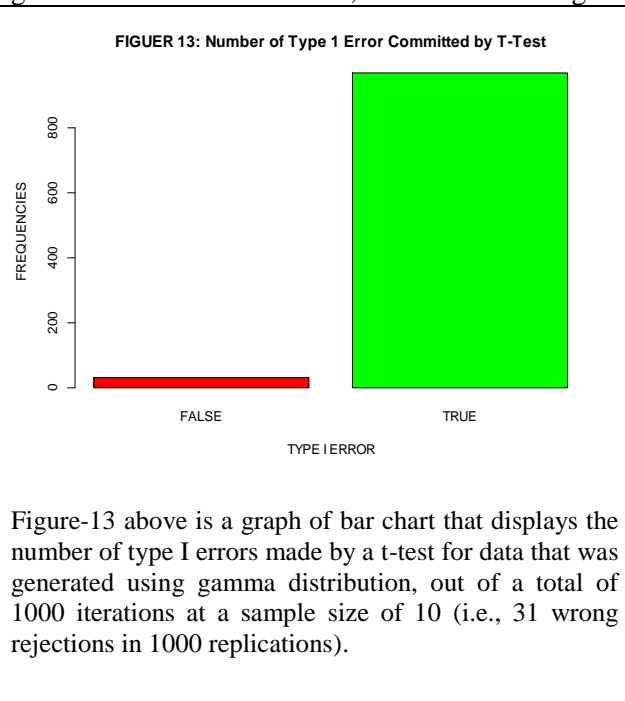 FIGUER 13: Number of Type 1 Error Committed by T-Test
800
600
400
200
0
FREQUENCIES
FALSE
TRUE
TYPE I ERROR
Figure-13 above is a graph of bar chart that displays the
number of type I errors made by a t-test for data that was
generated using gamma distribution, out of a total of
1000 iterations at a sample size of 10 (i.e., 31 wrong
rejections in 1000 replications).